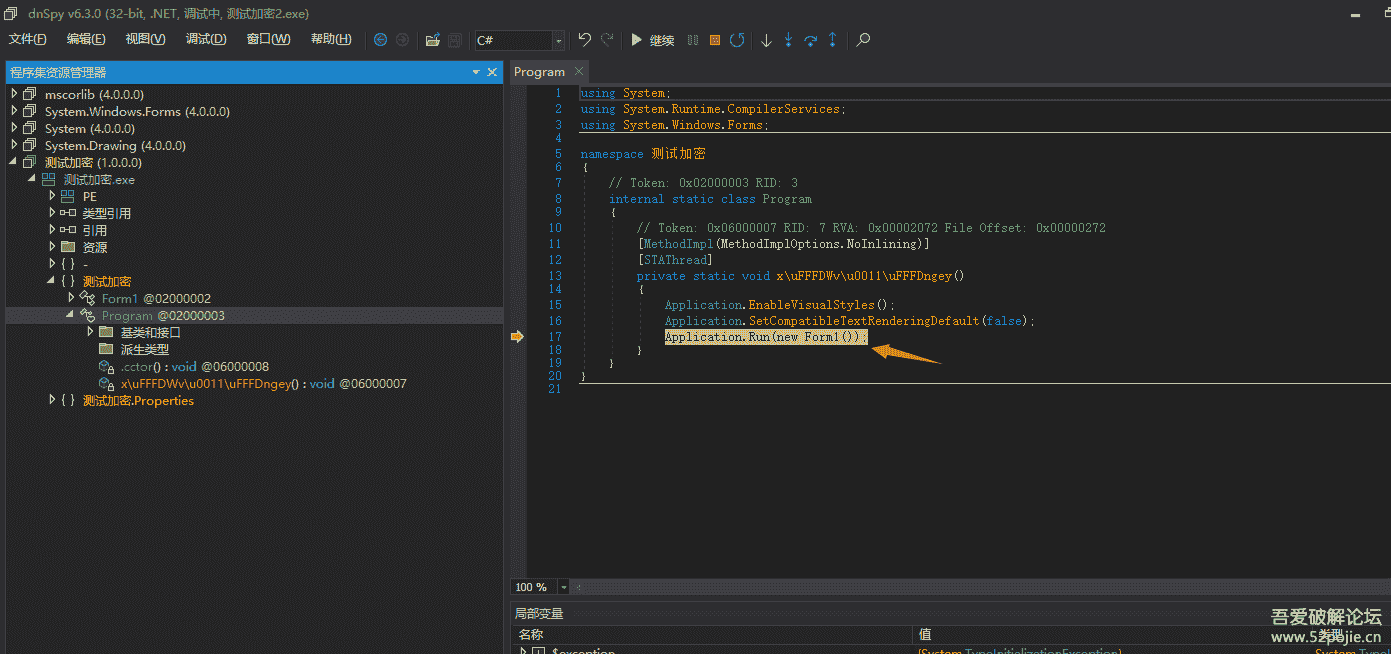 dnSpy v6.3.0 (32-bit, .NET, 调试中, 测试加密2.exe)
文件(F) 编辑(E) 视图(V) 调试(D) 窗口(W) 帮助(H) C# 继续
程序集资源管理器
mscorlib (4.0.0.0)
System.Windows.Forms (4.0.0.0)
System (4.0.0.0)
System.Drawing (4.0.0.0)
测试加密 (1.0.0.0)
测试加密.exe
PE
类型引用
引用
资源
{ } -
{ } 测试加密
Form1 @02000002
Program @02000003
基类和接口
派生类型
.cctor() : void @06000008
x\uFFFDWv\u0011\uFFFDngey() : void @06000007
{ } 测试加密.Properties
Program
1 using System;
2 using System.Runtime.CompilerServices;
3 using System.Windows.Forms;
4
5 namespace 测试加密
6 {
7 // Token: 0x02000003 RID: 3
8 internal static class Program
9 {
10 // Token: 0x06000007 RID: 7 RVA: 0x00002072 File Offset: 0x00000272
11 [MethodImpl(MethodImplOptions.NoInlining)]
12 [STAThread]
13 private static void x\uFFFDWv\u0011\uFFFDngey()
14 {
15 Application.EnableVisualStyles();
16 Application.SetCompatibleTextRenderingDefault(false);
17 Application.Run(new Form1());
18 }
19 }
20 }
21
100 %
局部变量
名称 值 类型
$exception {System.TypeInitializationException}
吾爱破解论坛
www.52pojie.cn